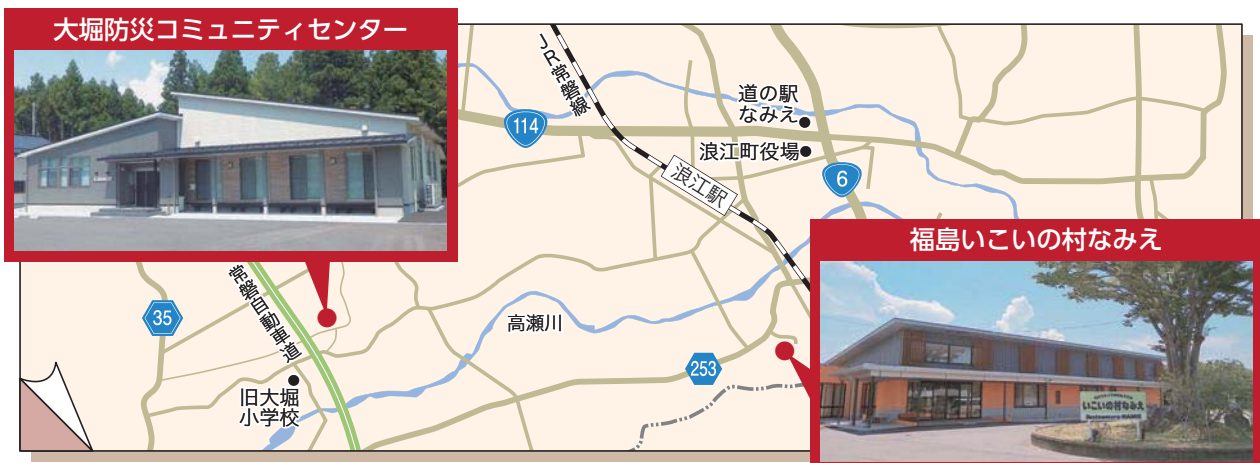 大堀防災コミュニティセンター
JR常磐線
114
道の駅
なみえ
浪江町役場
浪江駅
6
福島いこいの村なみえ
常磐自動車道
35
高瀬川
253
旧大堀
小学校
いこいの村なみえ